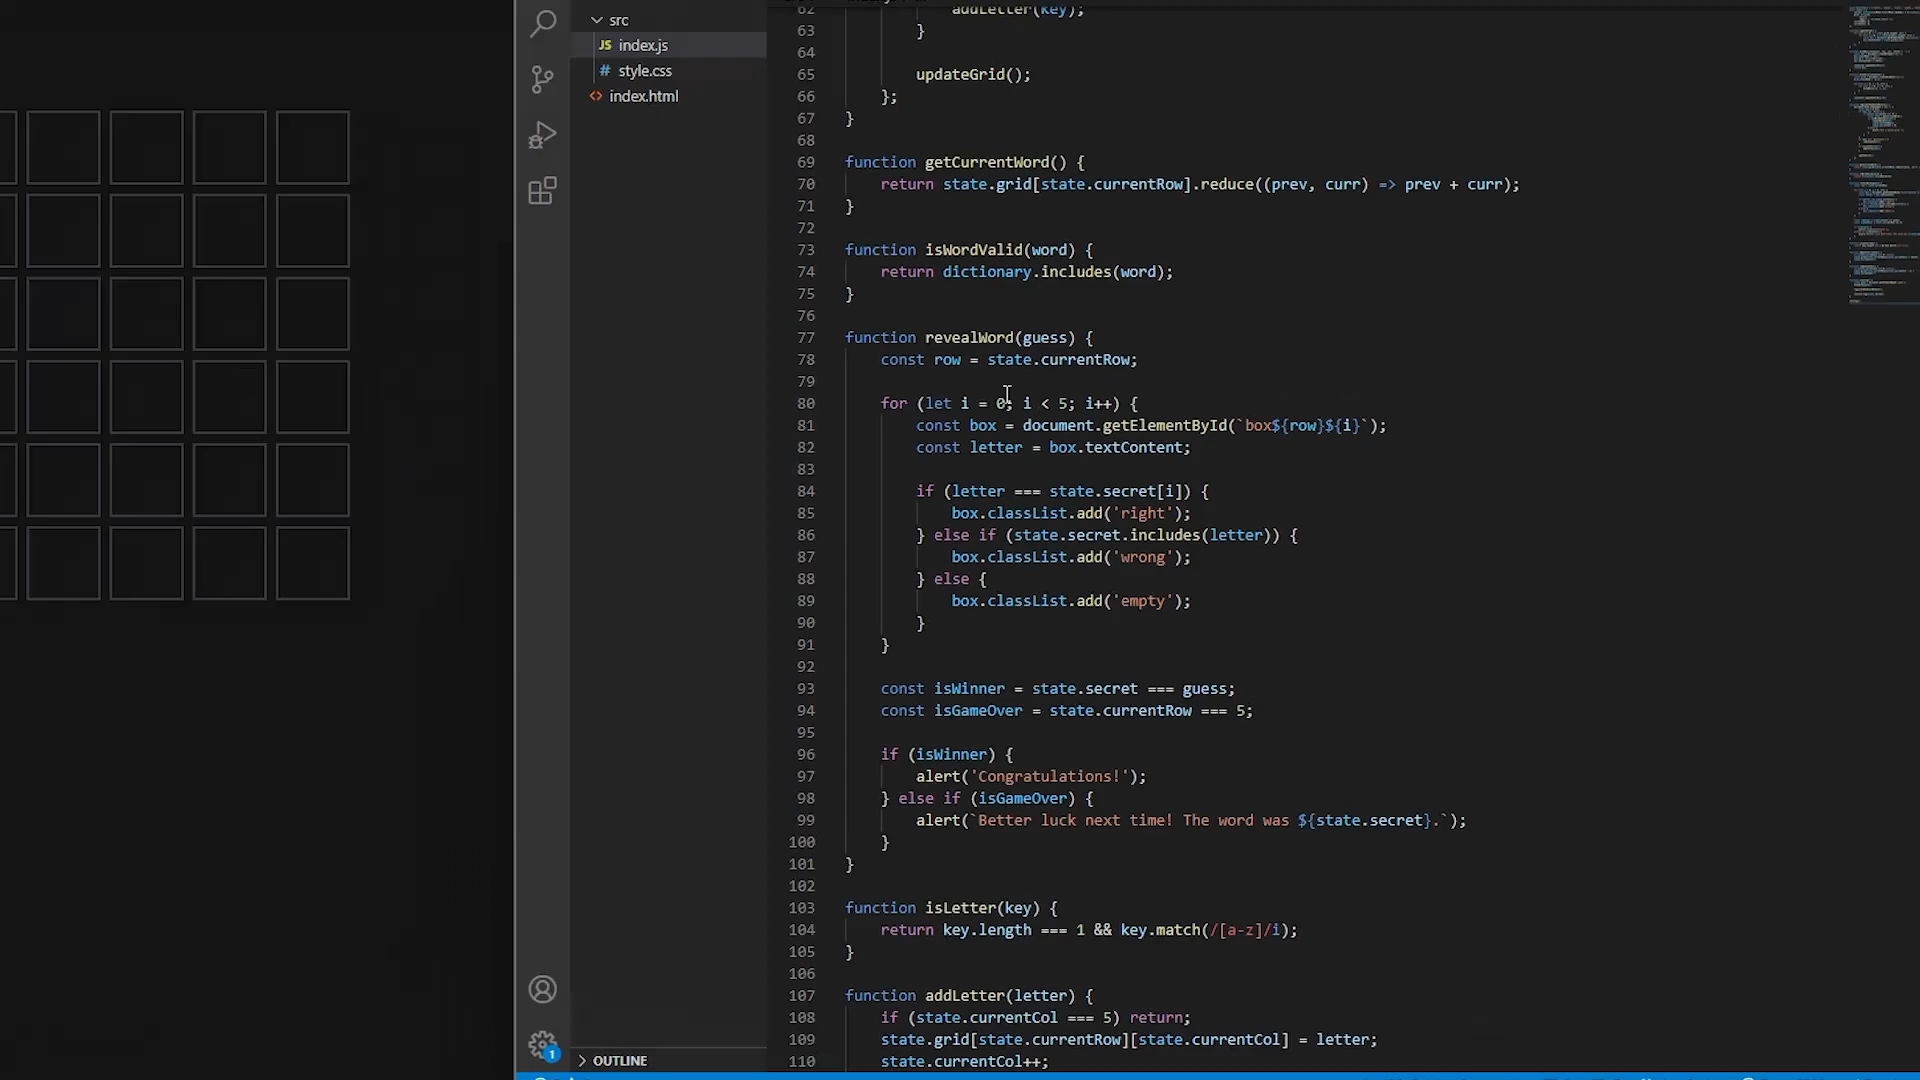 src
JS index.js
# style.css
<> index.html
OUTLINE
1
62 addLetter(key);
63 }
64
65 updateGrid();
66 };
67 }
68
69 function getCurrentWord() {
70 return state.grid[state.currentRow].reduce((prev, curr) => prev + curr);
71 }
72
73 function isWordValid(word) {
74 return dictionary.includes(word);
75 }
76
77 function revealWord(guess) {
78 const row = state.currentRow;
79
80 for (let i = 0; i < 5; i++) {
81 const box = document.getElementById(`box${row}${i}`);
82 const letter = box.textContent;
83
84 if (letter === state.secret[i]) {
85 box.classList.add('right');
86 } else if (state.secret.includes(letter)) {
87 box.classList.add('wrong');
88 } else {
89 box.classList.add('empty');
90 }
91 }
92
93 const isWinner = state.secret === guess;
94 const isGameOver = state.currentRow === 5;
95
96 if (isWinner) {
97 alert('Congratulations!');
98 } else if (isGameOver) {
99 alert(`Better luck next time! The word was ${state.secret}.`);
100 }
101 }
102
103 function isLetter(key) {
104 return key.length === 1 && key.match(/[a-z]/i);
105 }
106
107 function addLetter(letter) {
108 if (state.currentCol === 5) return;
109 state.grid[state.currentRow][state.currentCol] = letter;
110 state.currentCol++;